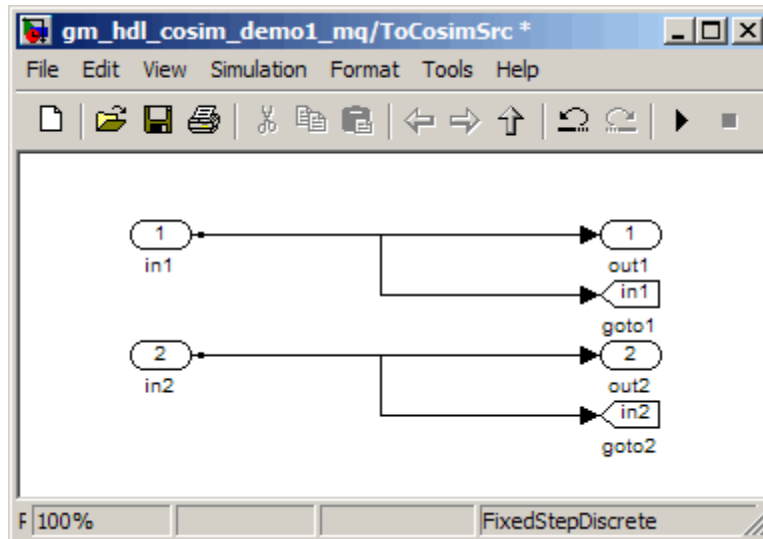 gm_hdl_cosim_demo1_mq/ToCosimSrc *
File Edit View Simulation Format Tools Help
1 1
in1 out1
in1
goto1
2 2
in2 out2
in2
goto2
F 100% FixedStepDiscrete